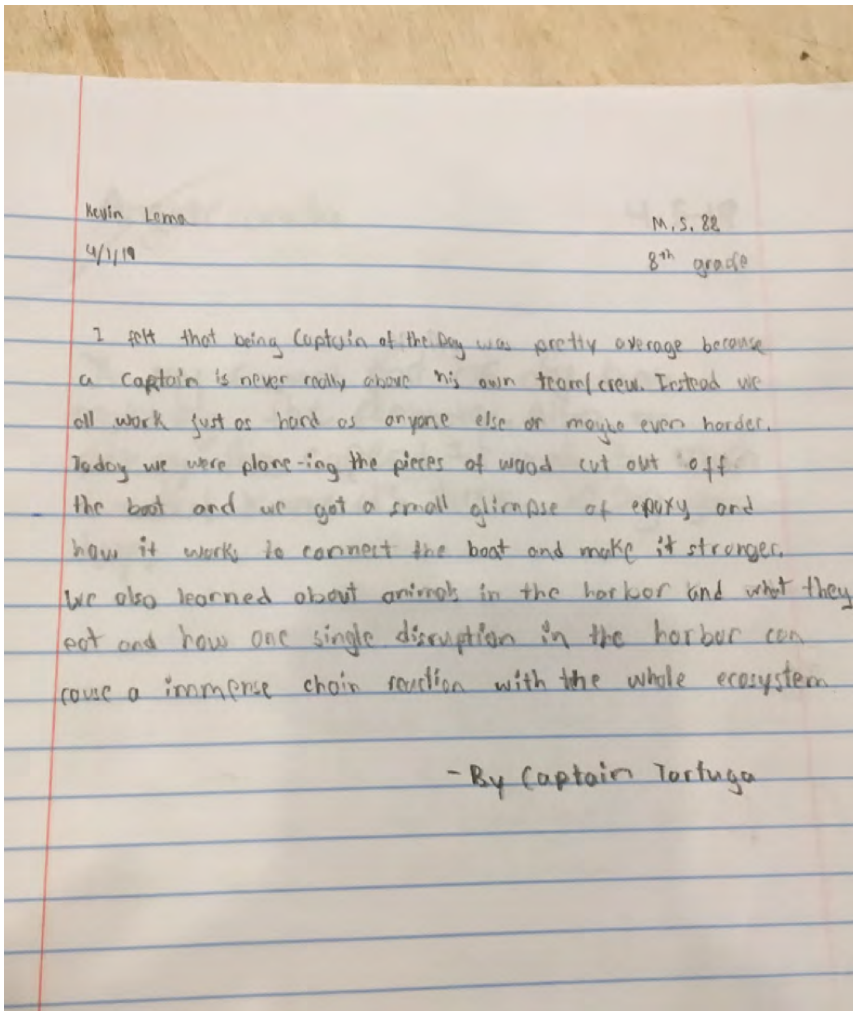 Kevin Lema
M.S. 88
4/1/19
8th grade
I felt that being Captain of the Day was pretty average because
a captain is never really above his own team/crew. Instead we
all work just as hard as anyone else or maybe even harder.
Today we were plane-ing the pieces of wood cut out off
the boat and we got a small glimpse of epoxy and
how it works to connect the boat and make it stronger.
We also learned about animals in the harbor and what they
eat and how one single disruption in the harbor can
cause a immense chain reaction with the whole ecosystem
- By Captain Tortuga